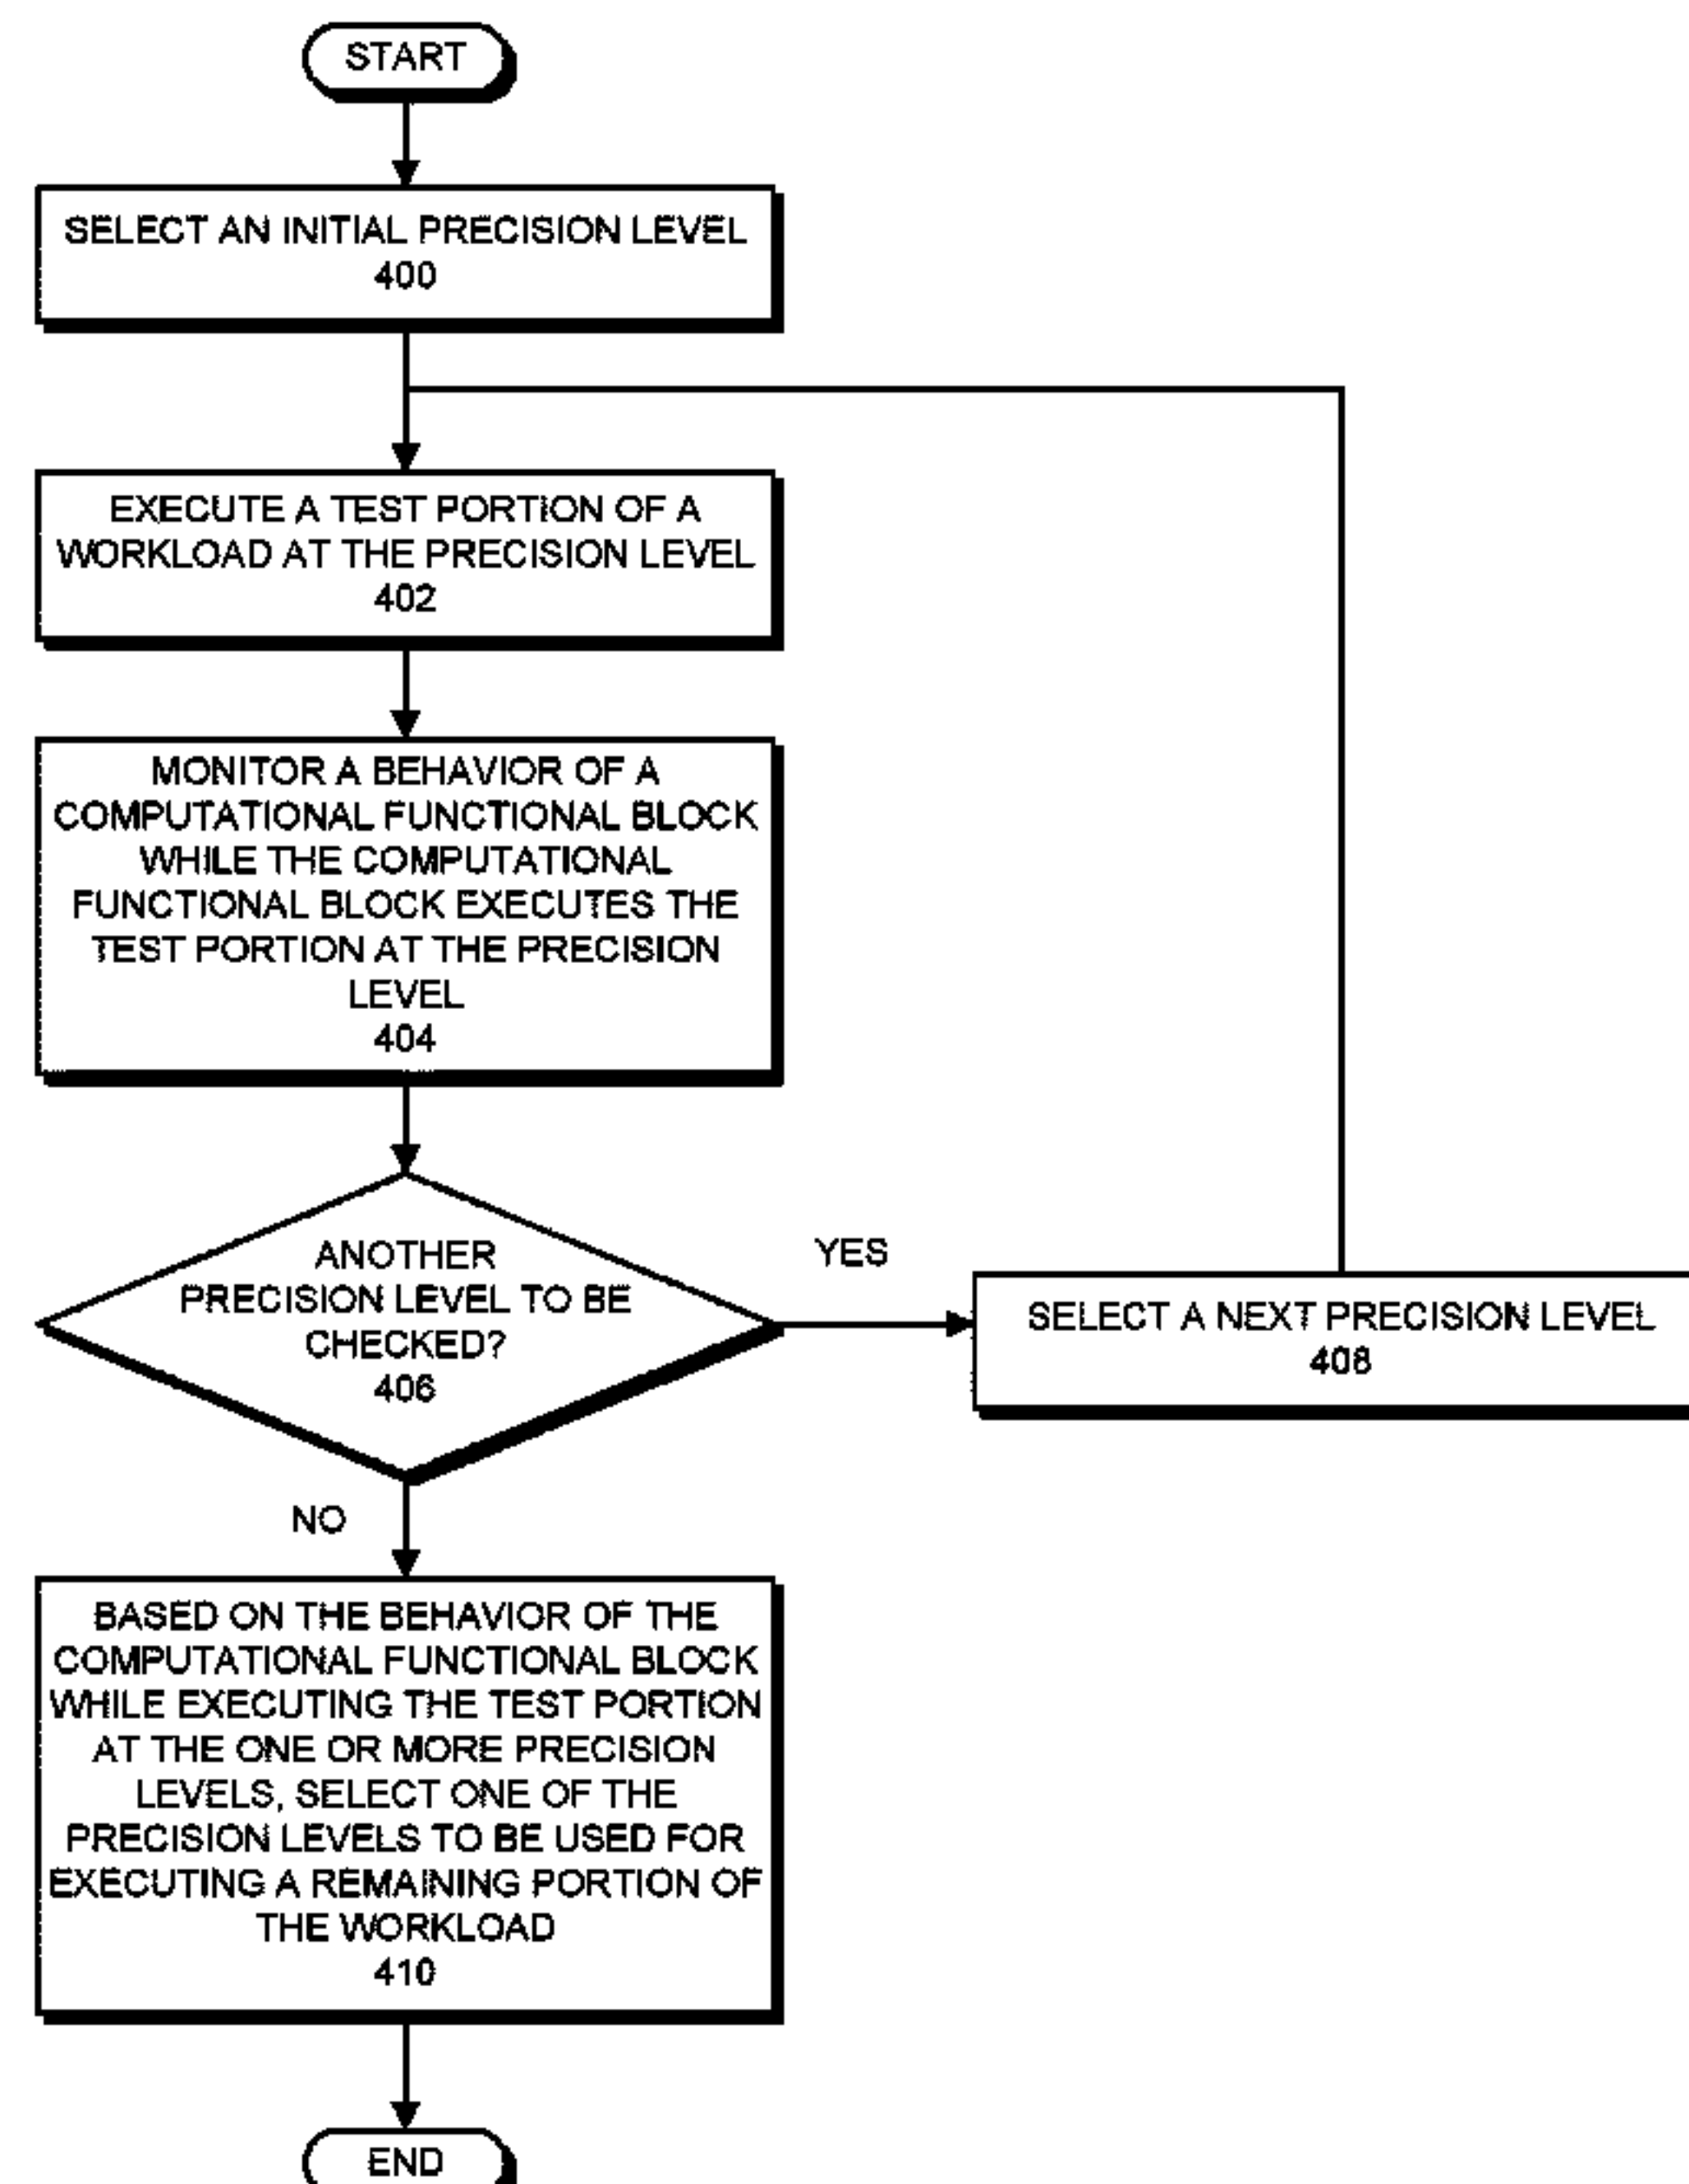 START
SELECT AN INITIAL PRECISION LEVEL
400
EXECUTE A TEST PORTION OF A
WORKLOAD AT THE PRECISION LEVEL
402
MONITOR A BEHAVIOR OF A
COMPUTATIONAL FUNCTIONAL BLOCK
WHILE THE COMPUTATIONAL
FUNCTIONAL BLOCK EXECUTES THE
TEST PORTION AT THE PRECISION
LEVEL
404
ANOTHER
PRECISION LEVEL TO BE
CHECKED?
406
YES
SELECT A NEXT PRECISION LEVEL
408
NO
BASED ON THE BEHAVIOR OF THE
COMPUTATIONAL FUNCTIONAL BLOCK
WHILE EXECUTING THE TEST PORTION
AT THE ONE OR MORE PRECISION
LEVELS, SELECT ONE OF THE
PRECISION LEVELS TO BE USED FOR
EXECUTING A REMAINING PORTION OF
THE WORKLOAD
410
END